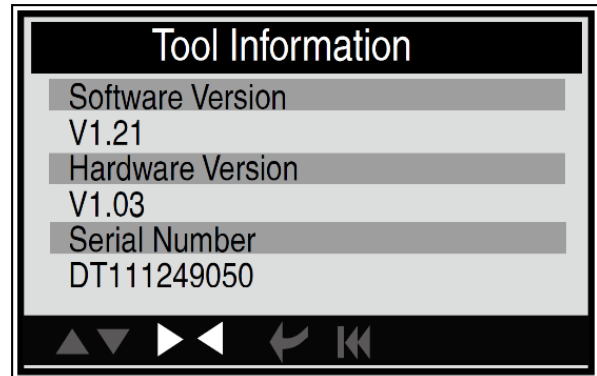 Tool Information
Software Version
V1.21
Hardware Version
V1.03
Serial Number
DT111249050